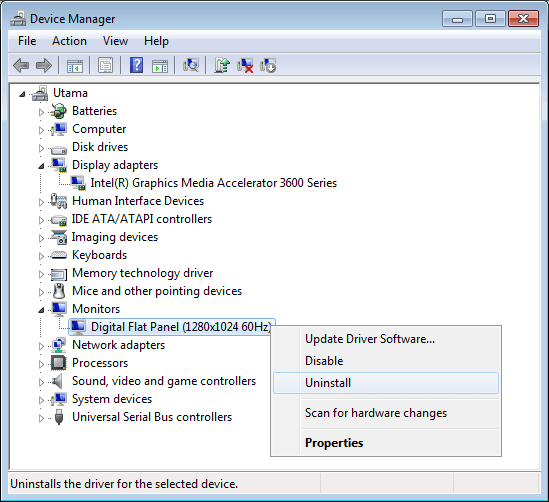 Device Manager
File Action View Help
Utama
Batteries
Computer
Disk drives
Display adapters
Intel(R) Graphics Media Accelerator 3600 Series
Human Interface Devices
IDE ATA/ATAPI controllers
Imaging devices
Keyboards
Memory technology driver
Mice and other pointing devices
Monitors
Digital Flat Panel (1280x1024 60Hz)
Network adapters
Processors
Sound, video and game controllers
System devices
Universal Serial Bus controllers
Update Driver Software...
Disable
Uninstall
Scan for hardware changes
Properties
Uninstalls the driver for the selected device.